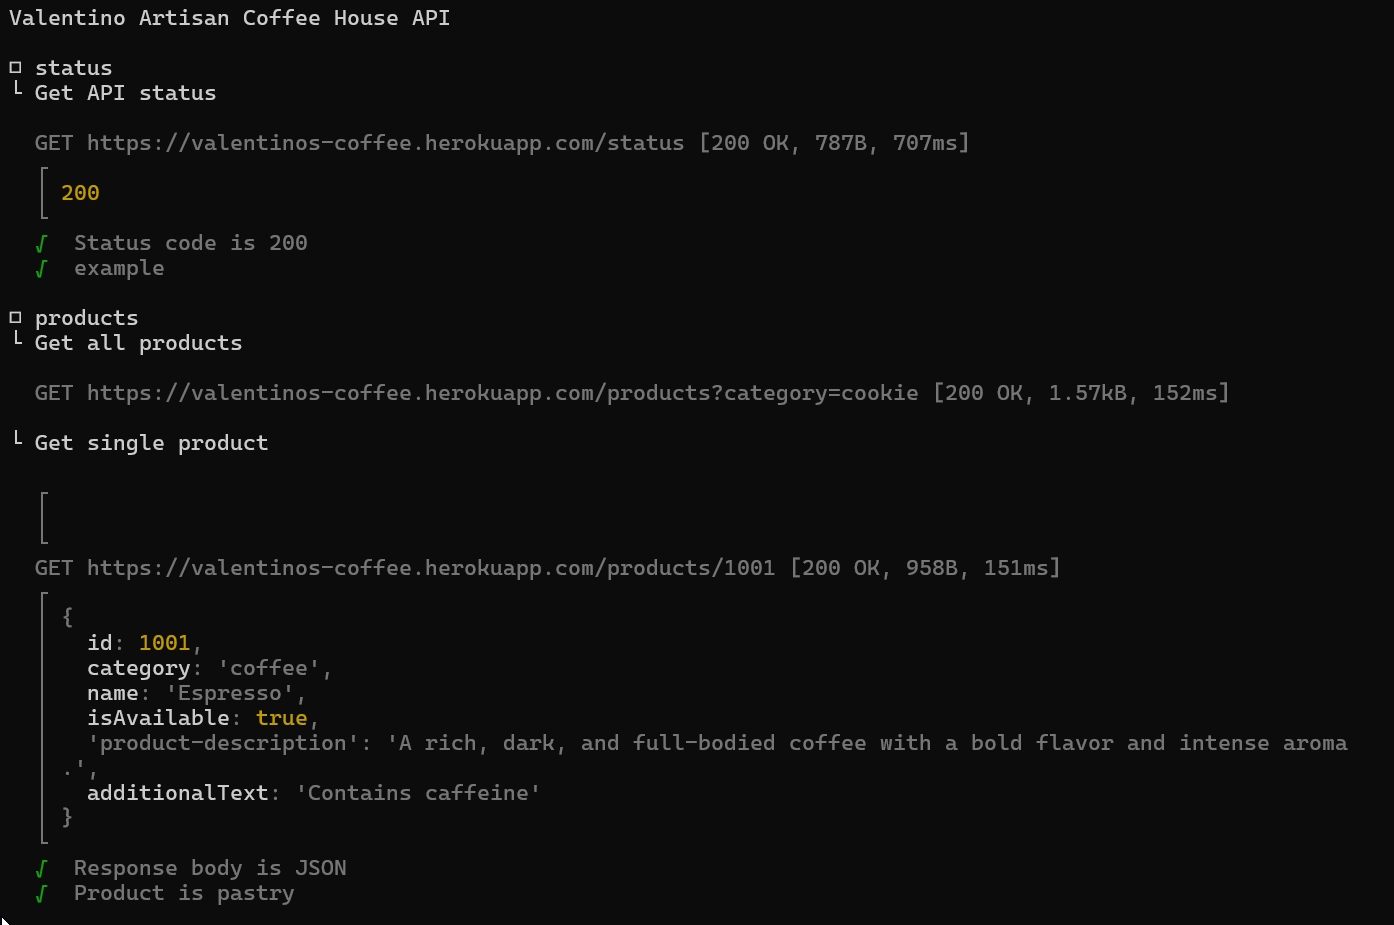 Valentino Artisan Coffee House API
□ status
└ Get API status
GET https://valentinos-coffee.herokuapp.com/status [200 OK, 787B, 707ms]
200
√ Status code is 200
√ example
□ products
└ Get all products
GET https://valentinos-coffee.herokuapp.com/products?category=cookie [200 OK, 1.57kB, 152ms]
└ Get single product
GET https://valentinos-coffee.herokuapp.com/products/1001 [200 OK, 958B, 151ms]
{
id: 1001,
category: 'coffee',
name: 'Espresso',
isAvailable: true,
'product-description': 'A rich, dark, and full-bodied coffee with a bold flavor and intense aroma
.',
additionalText: 'Contains caffeine'
}
√ Response body is JSON
√ Product is pastry